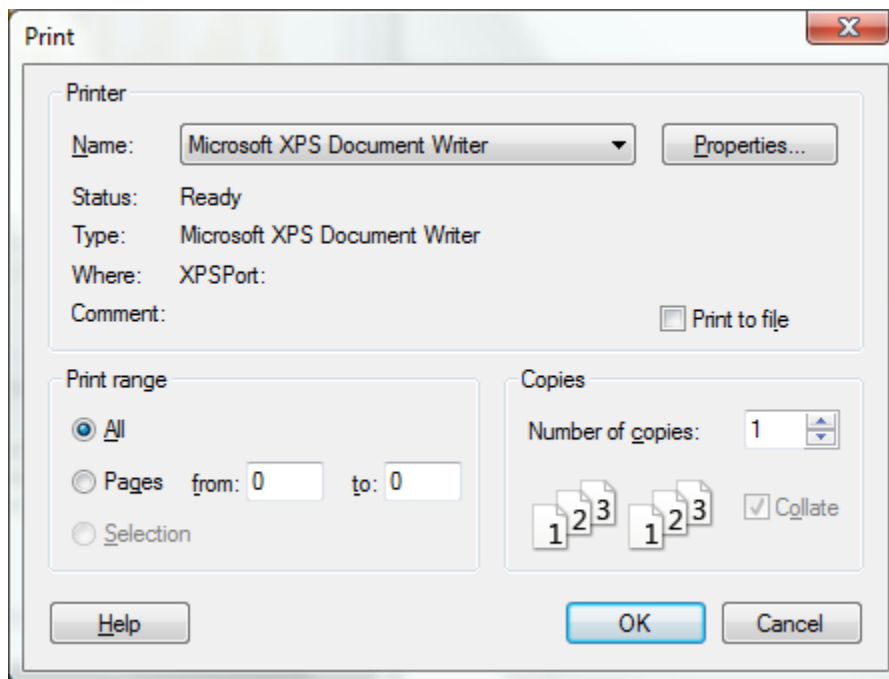 Print
Printer
Name: Microsoft XPS Document Writer Properties...
Status: Ready
Type: Microsoft XPS Document Writer
Where: XPSPort:
Comment: Print to file
Print range
All
Pages from: 0 to: 0
Selection
Copies
Number of copies: 1
1 2 3 1 2 3 Collate
Help OK Cancel